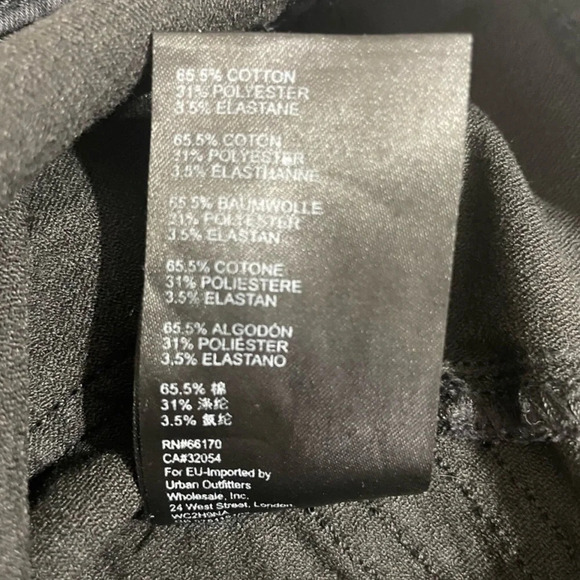 65.5% COTTON
31% POLYESTER
3.5% ELASTANE
65.5% COTON
31% POLYESTER
3.5% ELASTHANNE
65.5% BAUMWOLLE
31% POLYESTER
3.5% ELASTAN
65.5% COTONE
31% POLIESTERE
3.5% ELASTAN
65.5% ALGODÓN
31% POLIÉSTER
3,5% ELASTANO
65.5% 棉
31% 涤纶
3.5% 氨纶
RN#66170
CA#32054
For EU-Imported by
Urban Outfitters
Wholesale, Inc.
24 West Street, London
WC2H9NA